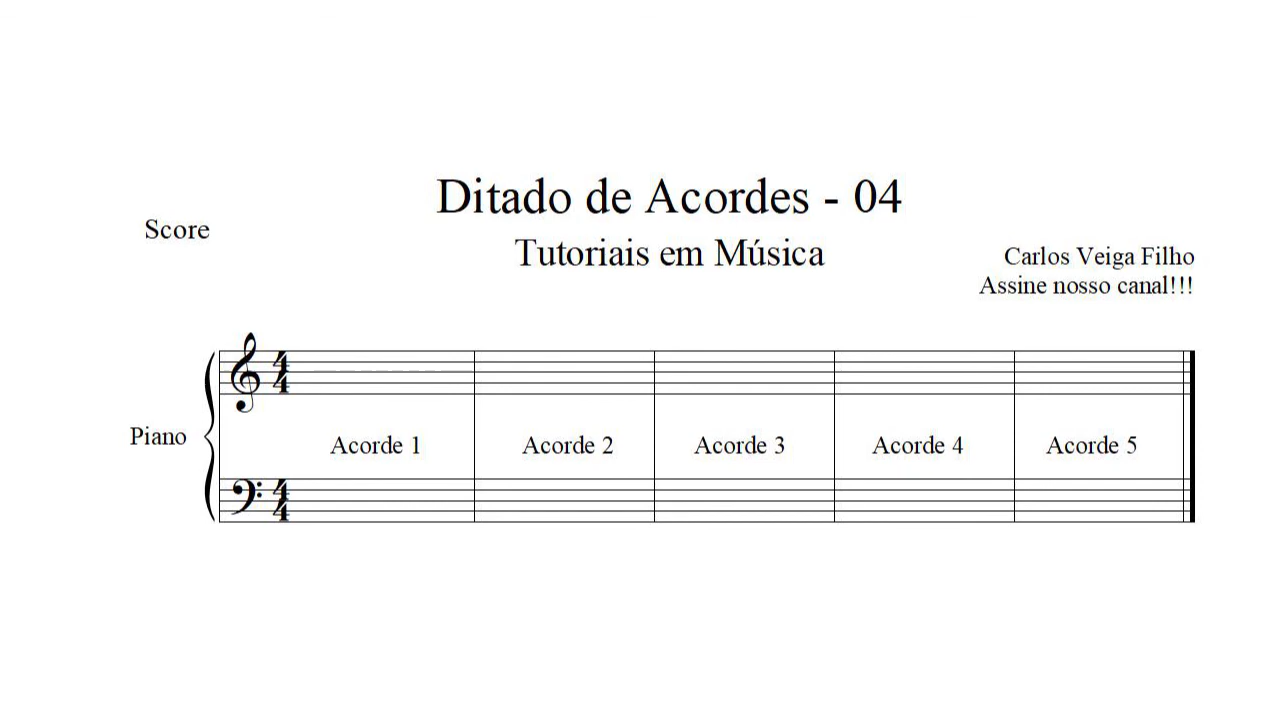 Ditado de Acordes - 04
Score
Tutoriais em Música
Carlos Veiga Filho
Assine nosso canal!!!
4 4
Piano
Acorde 1 Acorde 2 Acorde 3 Acorde 4 Acorde 5
4 4